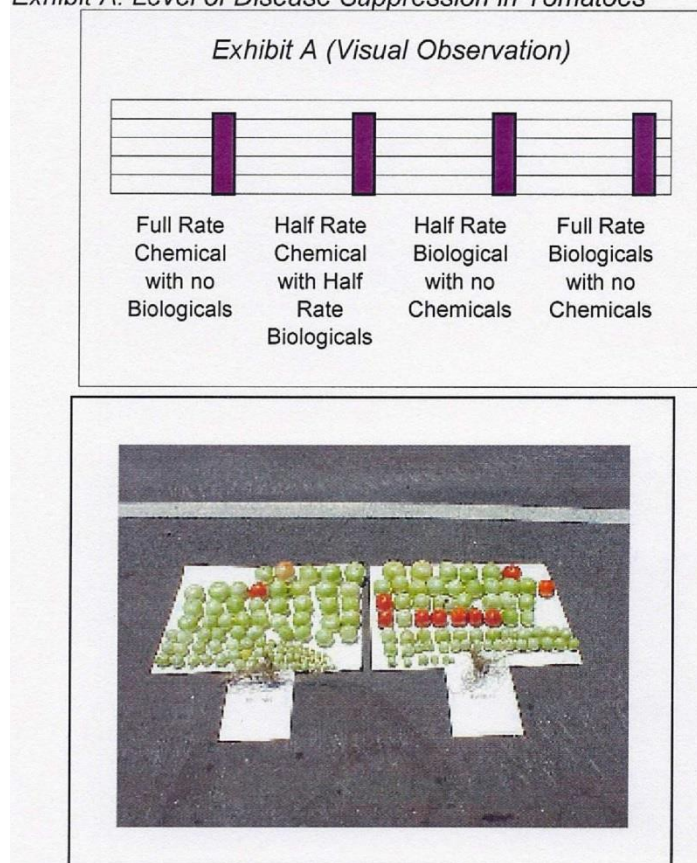 Exhibit A: Level of Disease Suppression in Tomatoes
Exhibit A (Visual Observation)
Full Rate
Chemical
with no
Biologicals
Half Rate
Chemical
with Half
Rate
Biologicals
Half Rate
Biological
with no
Chemicals
Full Rate
Biologicals
with no
Chemicals